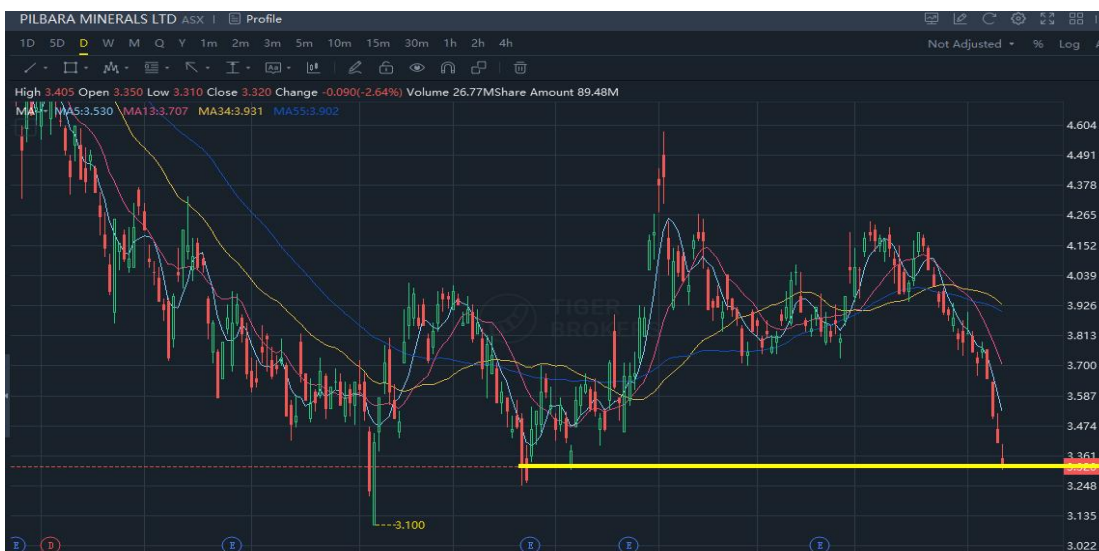 PILBARA MINERALS LTD ASX Profile
1D 5D D W M Q Y 1m 2m 3m 5m 10m 15m 30m 1h 2h 4h Not Adjusted % Log
High 3.405 Open 3.350 Low 3.310 Close 3.320 Change -0.090(-2.64%) Volume 26.77MShare Amount 89.48M
MA MA5:3.530 MA13:3.707 MA34:3.931 MA55:3.902
4.604
4.491
4.378
4.265
4.152
4.039
3.926
3.813
3.700
3.587
3.474
3.361
3.248
3.135
3.022
TIGER
3.100
E D E E E E